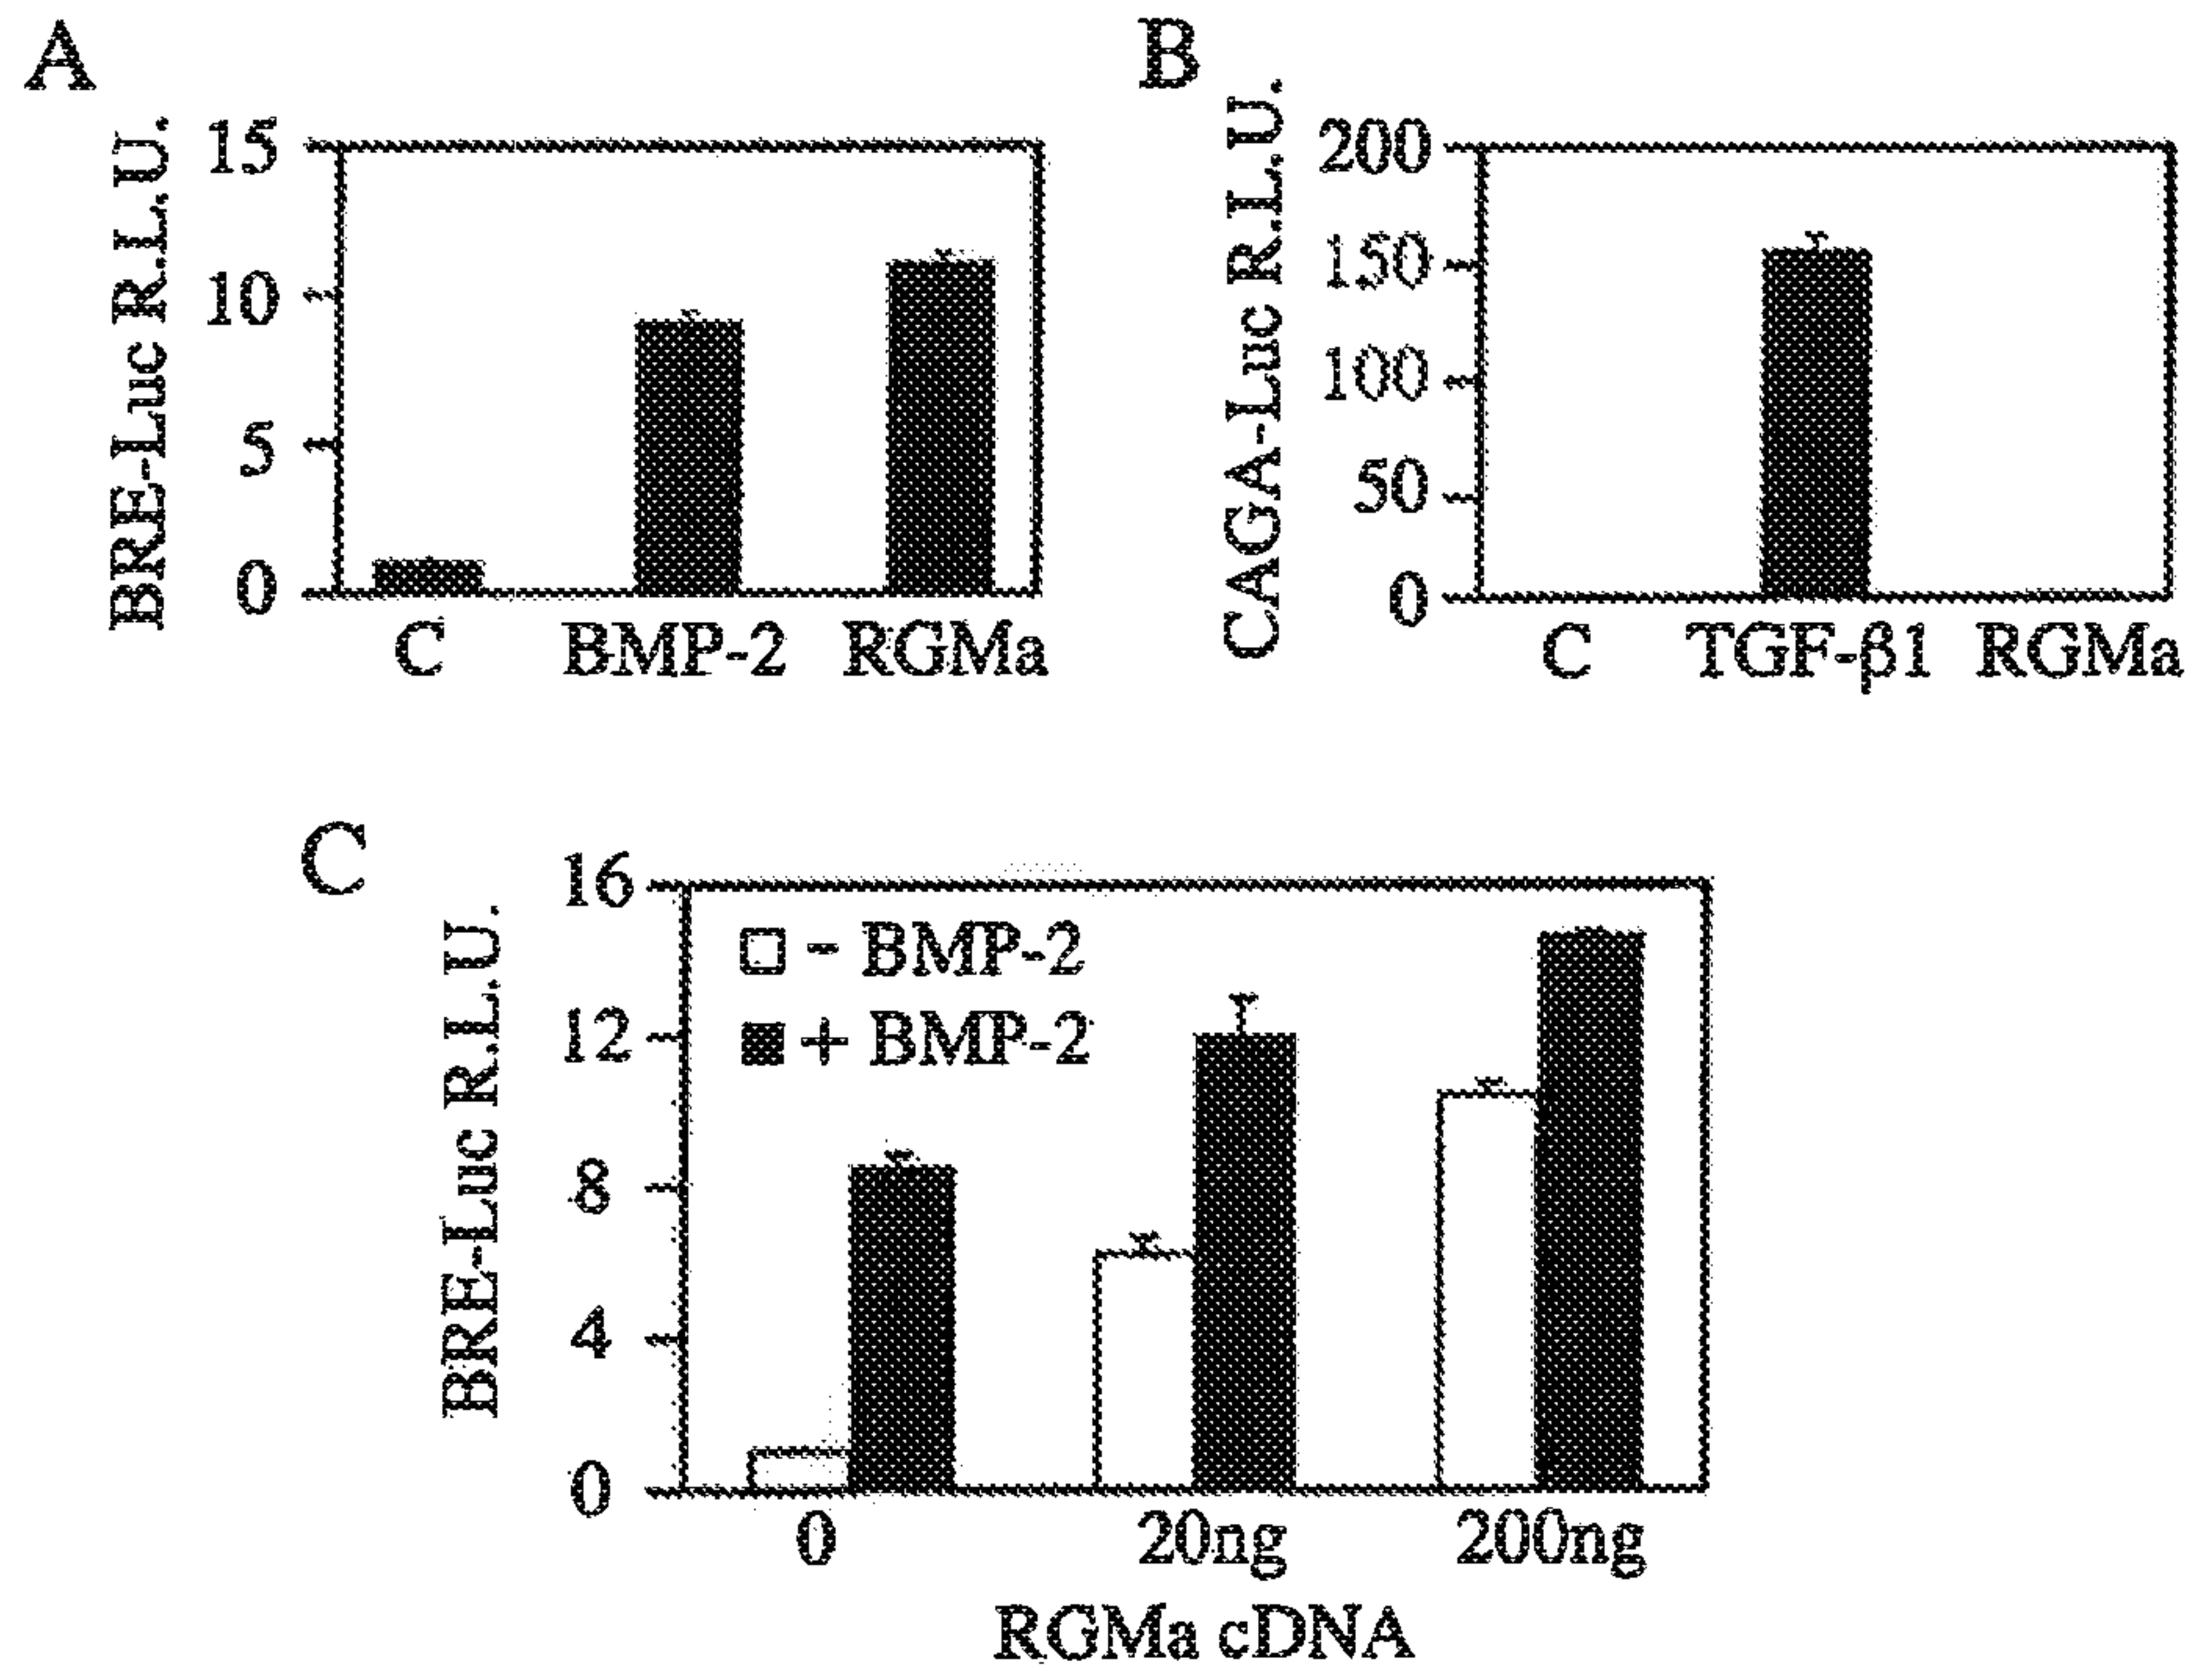 A
BRE-Luc R.L.U.
15
10
5
0
C BMP-2 RGMa
B
CAGA-Luc R.L.U.
200
150
100
50
0
C TGF-β1 RGMa
C
BRE-Luc R.L.U.
16
12
8
4
0
- BMP-2
+ BMP-2
0 20ng 200ng
RGMa cDNA